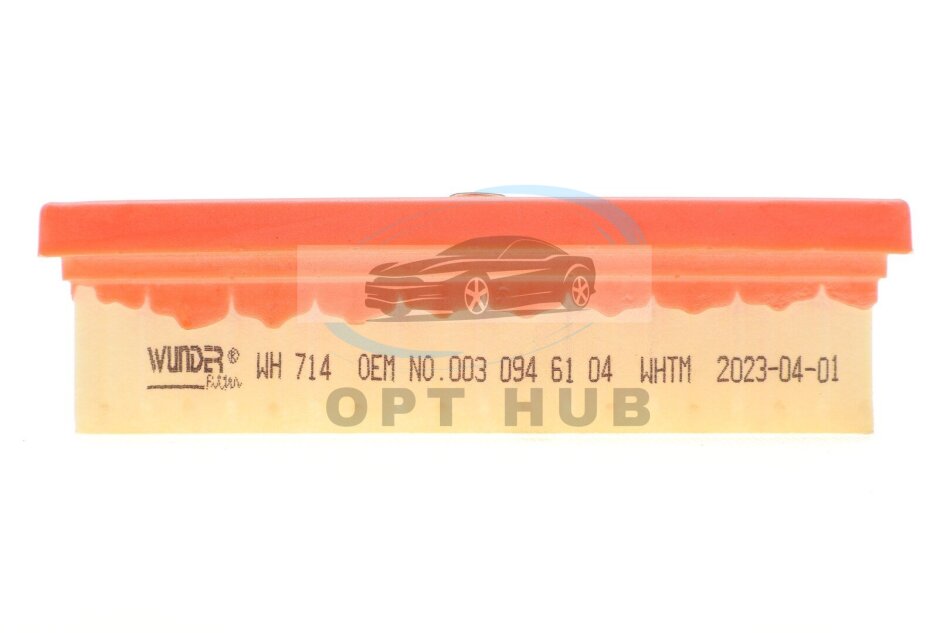 WUNDER® WH 714 OEM NO.003 094 61 04 WHTM 2023-04-01
Filter
OPT HUB